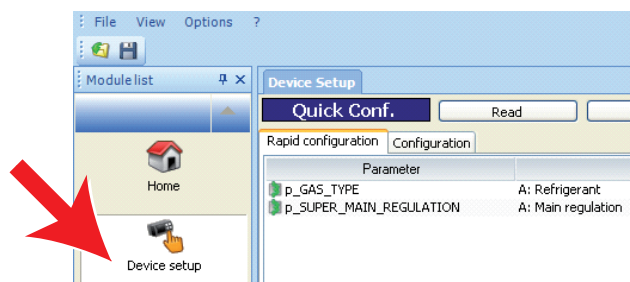 File View Options ?
Module list
Device Setup
Quick Conf. Read
Rapid configuration Configuration
Parameter
Home
p_GAS_TYPE A: Refrigerant
p_SUPER_MAIN_REGULATION A: Main regulation
Device setup